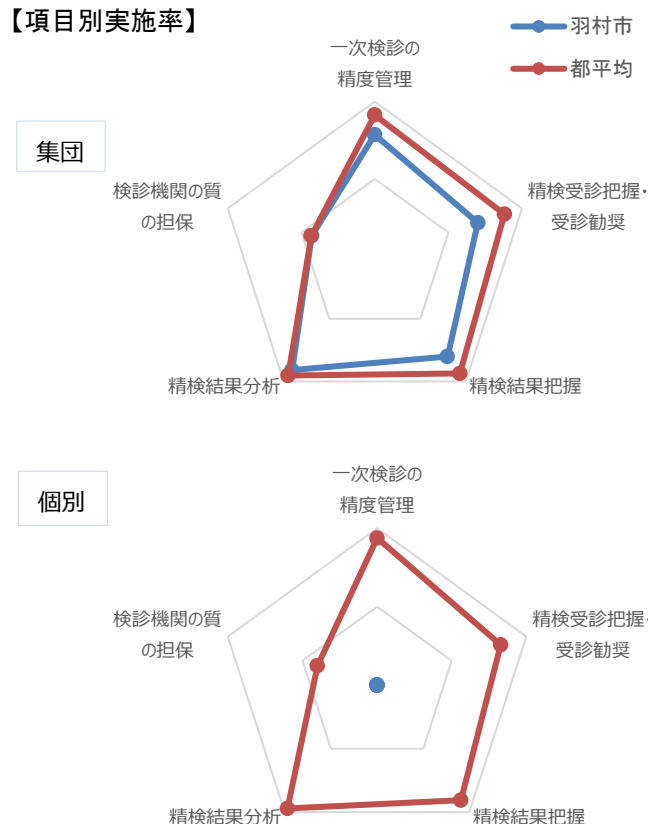 【項目別実施率】
羽村市
都平均
集団
一次検診の
精度管理
精検受診把握・
受診勧奨
精検結果把握
精検結果分析
検診機関の質
の担保
個別
一次検診の
精度管理
精検受診把握・
受診勧奨
精検結果把握
精検結果分析
検診機関の質
の担保